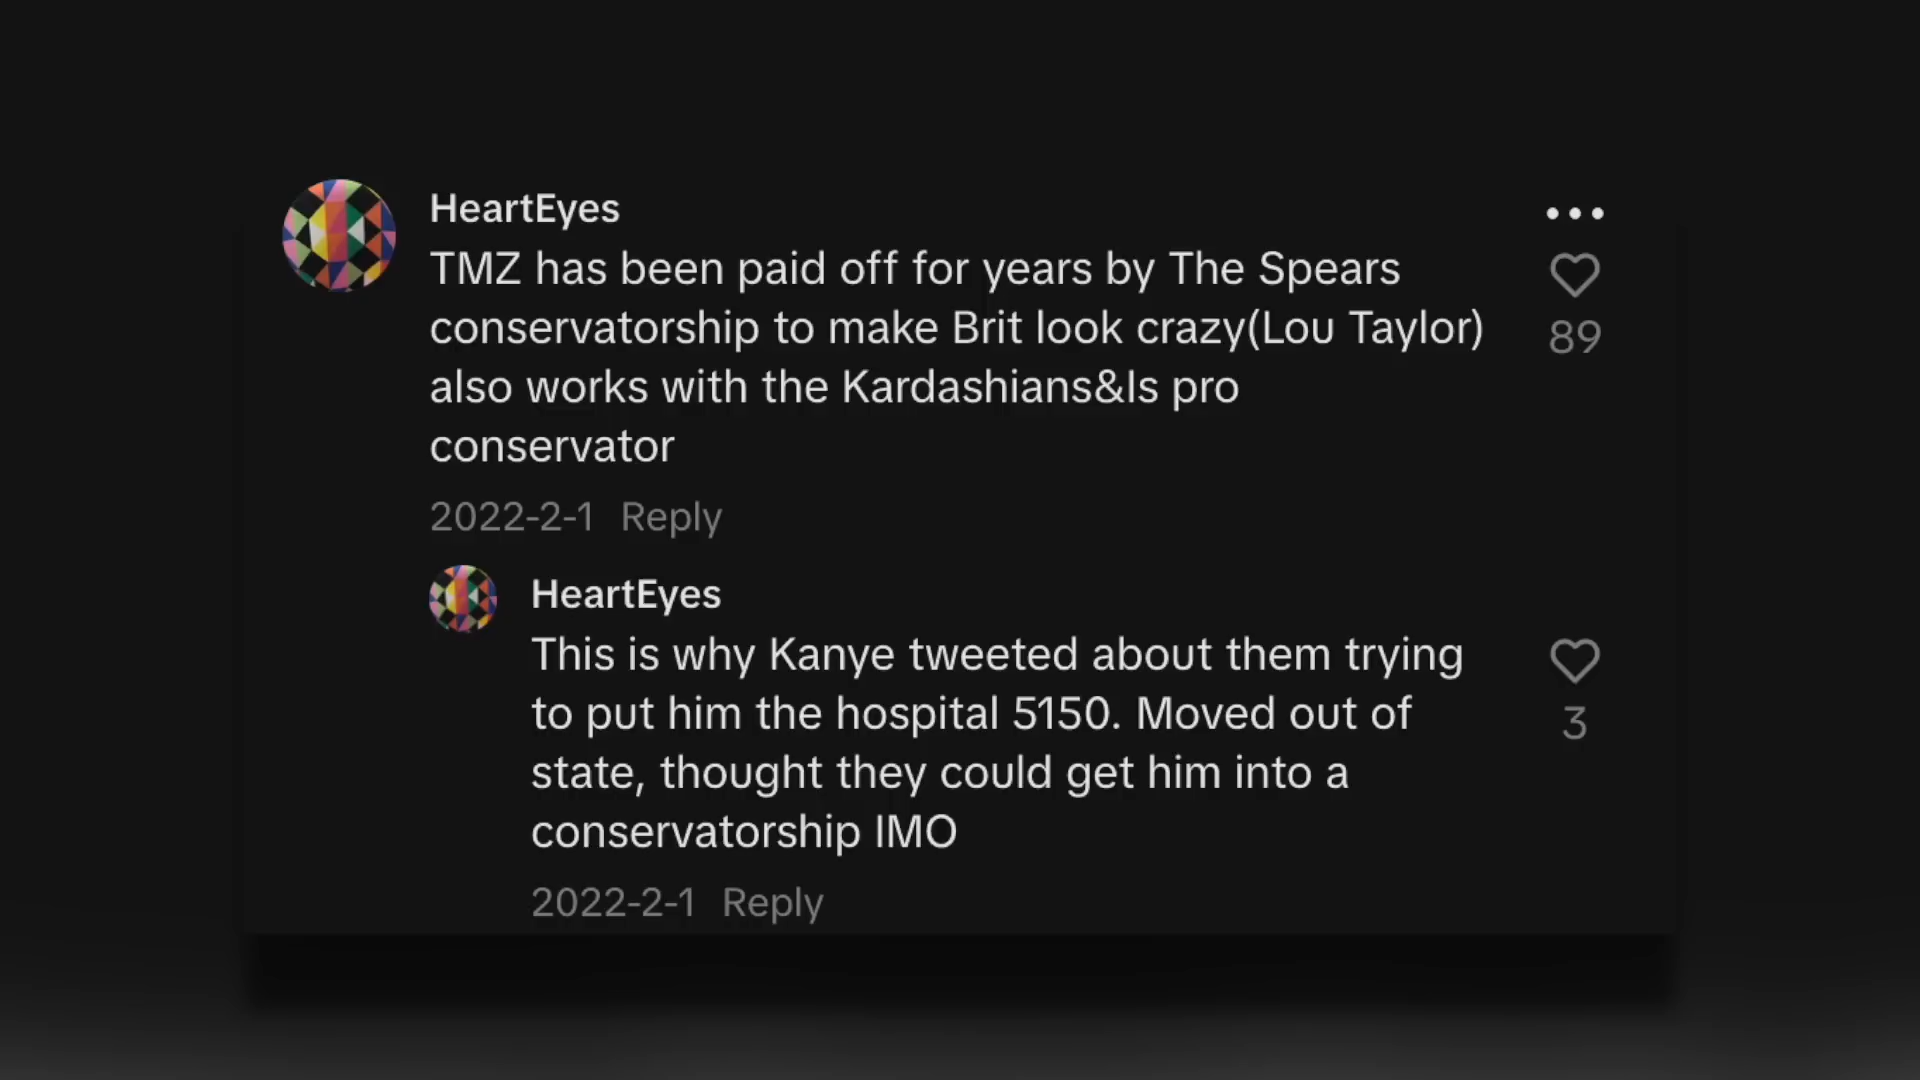 HeartEyes
TMZ has been paid off for years by The Spears
conservatorship to make Brit look crazy(Lou Taylor)
89
also works with the Kardashians&Is pro
conservator
2022-2-1 Reply
HeartEyes
This is why Kanye tweeted about them trying
to put him the hospital 5150. Moved out of
3
state, thought they could get him into a
conservatorship IMO
2022-2-1 Reply